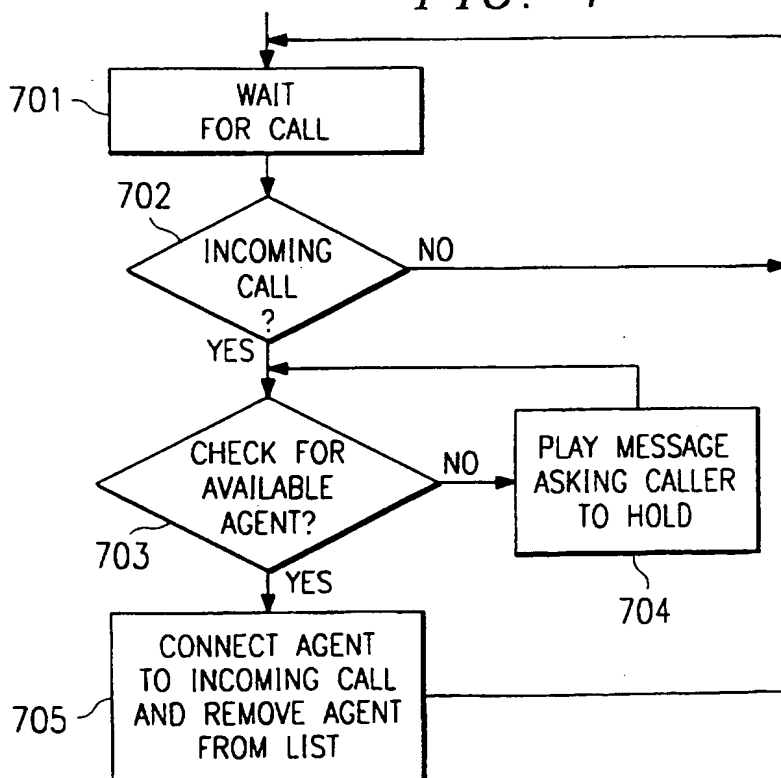 FIG.
701
WAIT
FOR CALL
702
INCOMING
CALL
?
NO
YES
CHECK FOR
AVAILABLE
AGENT?
NO
703
YES
PLAY MESSAGE
ASKING CALLER
TO HOLD
704
705
CONNECT AGENT
TO INCOMING CALL
AND REMOVE AGENT
FROM LIST